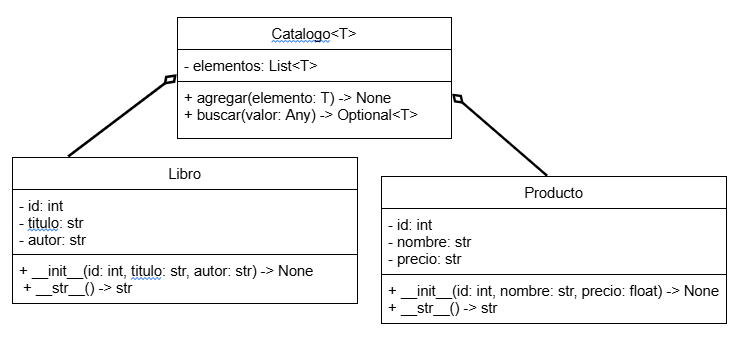 Catalogo<T>
- elementos: List<T>
+ agregar(elemento: T) -> None
+ buscar(valor: Any) -> Optional<T>
Libro
- id: int
- titulo: str
- autor: str
+ __init__(id: int, titulo: str, autor: str) -> None
+ __str__() -> str
Producto
- id: int
- nombre: str
- precio: str
+ __init__(id: int, nombre: str, precio: float) -> None
+ __str__() -> str